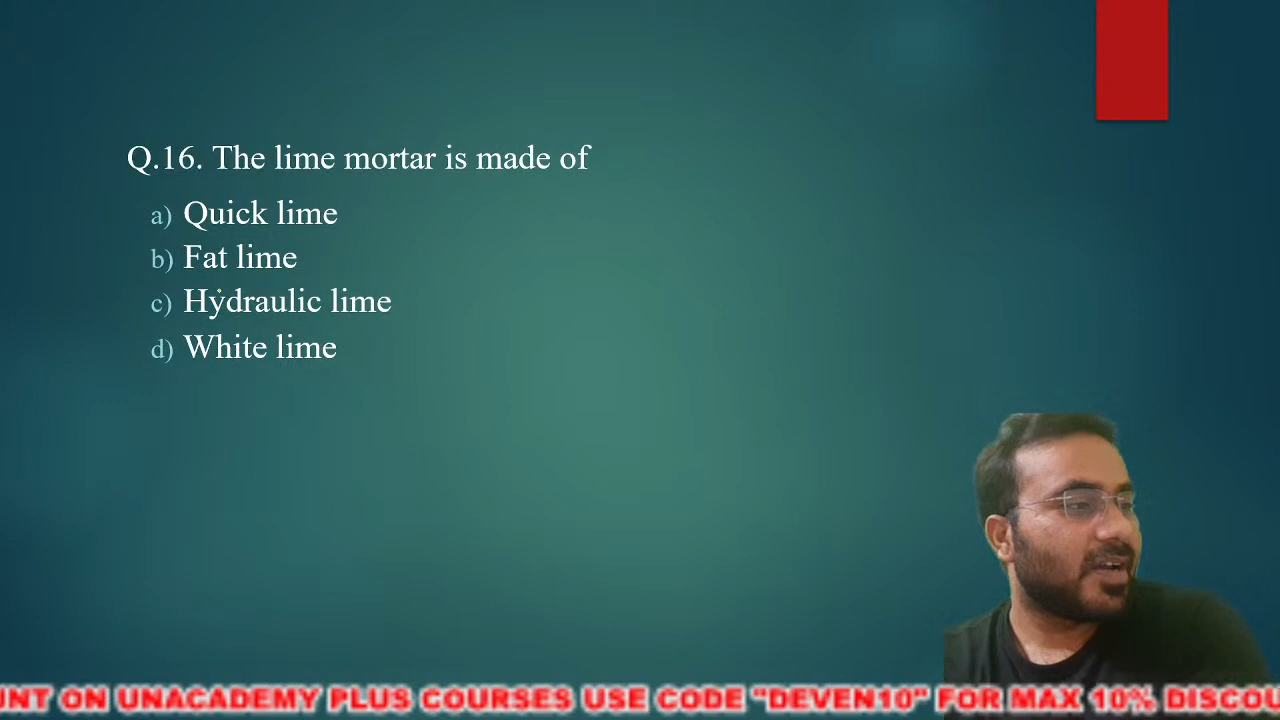 Q.16. The lime mortar is made of
a) Quick lime
b) Fat lime
c) Hydraulic lime
d) White lime
UNT ON UNACADEMY PLUS COURSES USE CODE "DEVEN10" FOR MAX 10% DISCOU